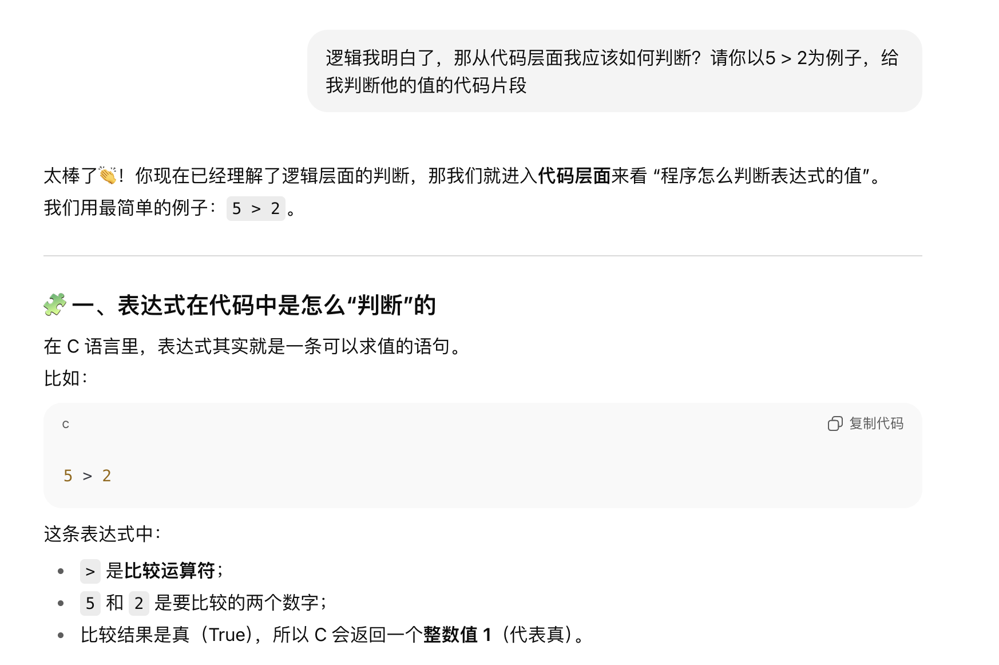 逻辑我明白了，那从代码层面我应该如何判断？请你以5 > 2为例子，给
我判断他的值的代码片段
太棒了👏！你现在已经理解了逻辑层面的判断，那我们就进入代码层面来看 “程序怎么判断表达式的值”。
我们用最简单的例子：5 > 2。
🧩 一、表达式在代码中是怎么“判断”的
在 C 语言里，表达式其实就是一条可以求值的语句。
比如：
c
复制代码
5 > 2
这条表达式中：
• > 是比较运算符；
• 5 和 2 是要比较的两个数字；
• 比较结果是真（True），所以 C 会返回一个整数值 1（代表真）。